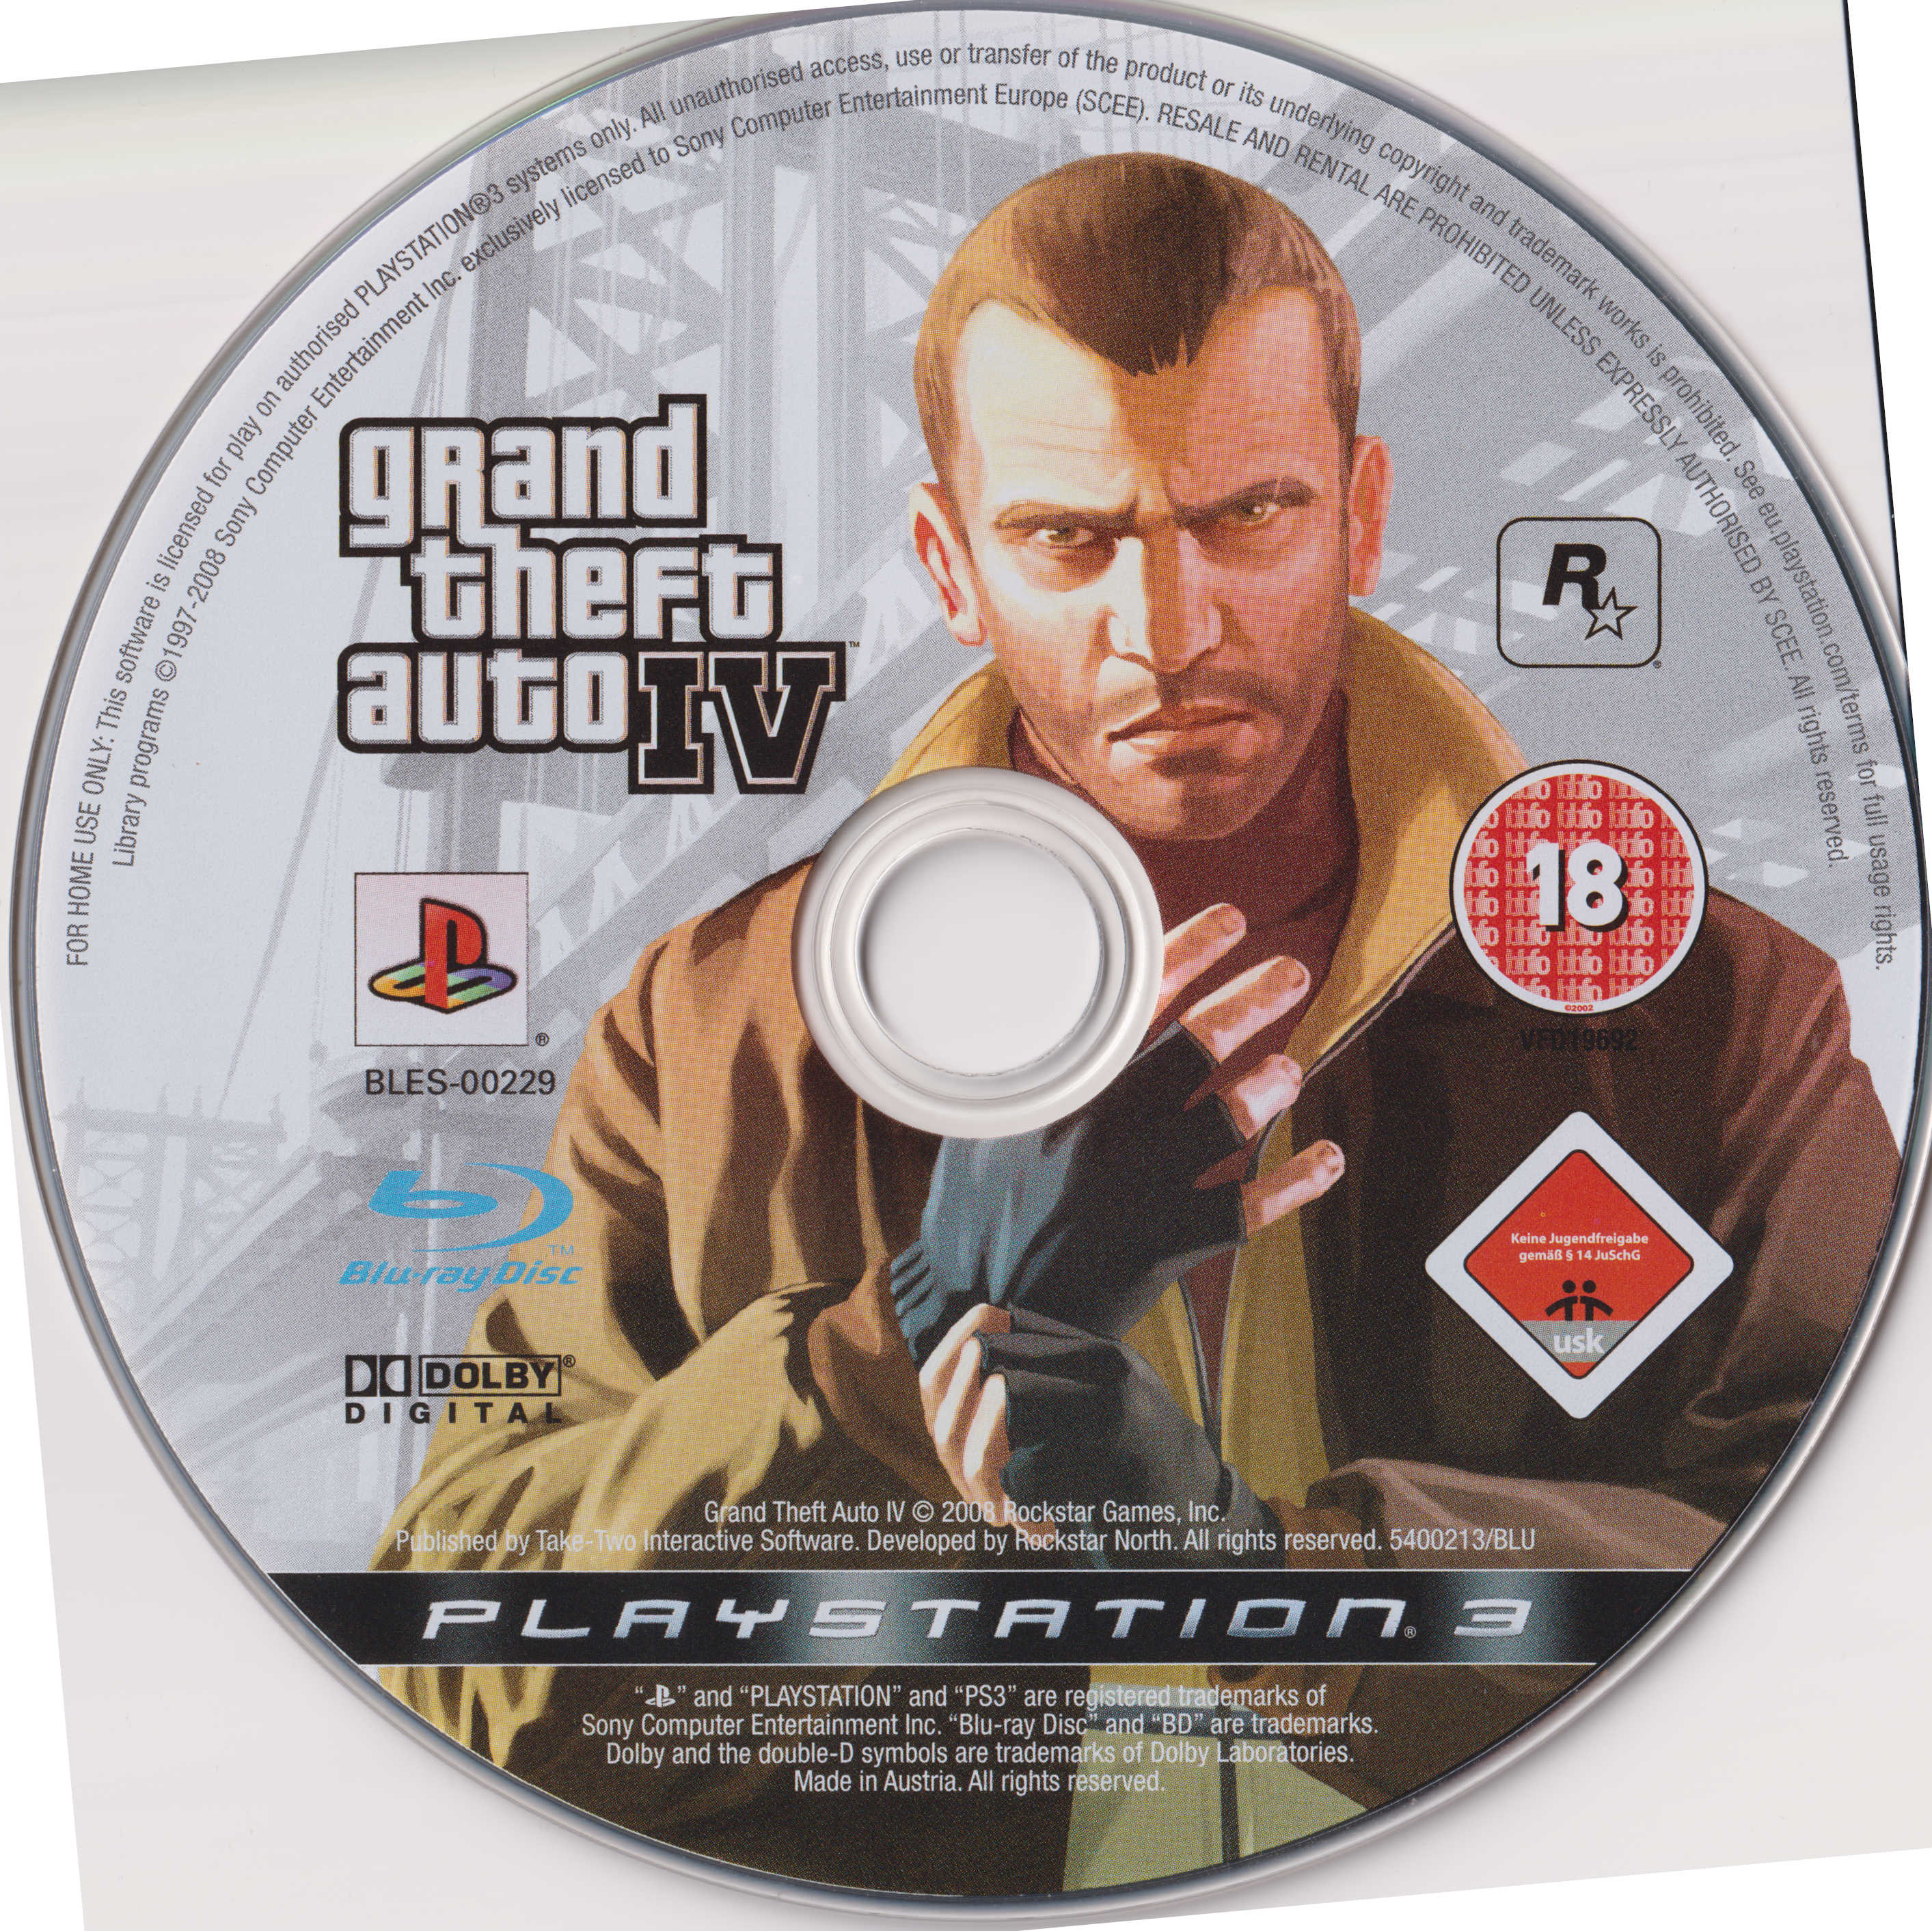 FOR HOME USE ONLY: This software is licensed for play on authorised PLAYSTATION®3 systems only. All unauthorised access, use or transfer of the product or its underlying copyright and trademark works is prohibited. See eu.playstation.com/terms for full usage rights.
Library programs ©1997-2008 Sony Computer Entertainment Inc. exclusively licensed to Sony Computer Entertainment Europe (SCEE). RESALE AND RENTAL ARE PROHIBITED UNLESS EXPRESSLY AUTHORISED BY SCEE. All rights reserved.
grand
theft
auto IV™
R®
bbfc
18
©2002
VFD19692
®
BLES-00229
Blu-ray Disc™
DOLBY®
DIGITAL
Keine Jugendfreigabe
gemäß § 14 JuSchG
usk
Grand Theft Auto IV © 2008 Rockstar Games, Inc.
Published by Take-Two Interactive Software. Developed by Rockstar North. All rights reserved. 5400213/BLU
PLAYSTATION®3
“ ” and “PLAYSTATION” and “PS3” are registered trademarks of
Sony Computer Entertainment Inc. “Blu-ray Disc” and “BD” are trademarks.
Dolby and the double-D symbols are trademarks of Dolby Laboratories.
Made in Austria. All rights reserved.